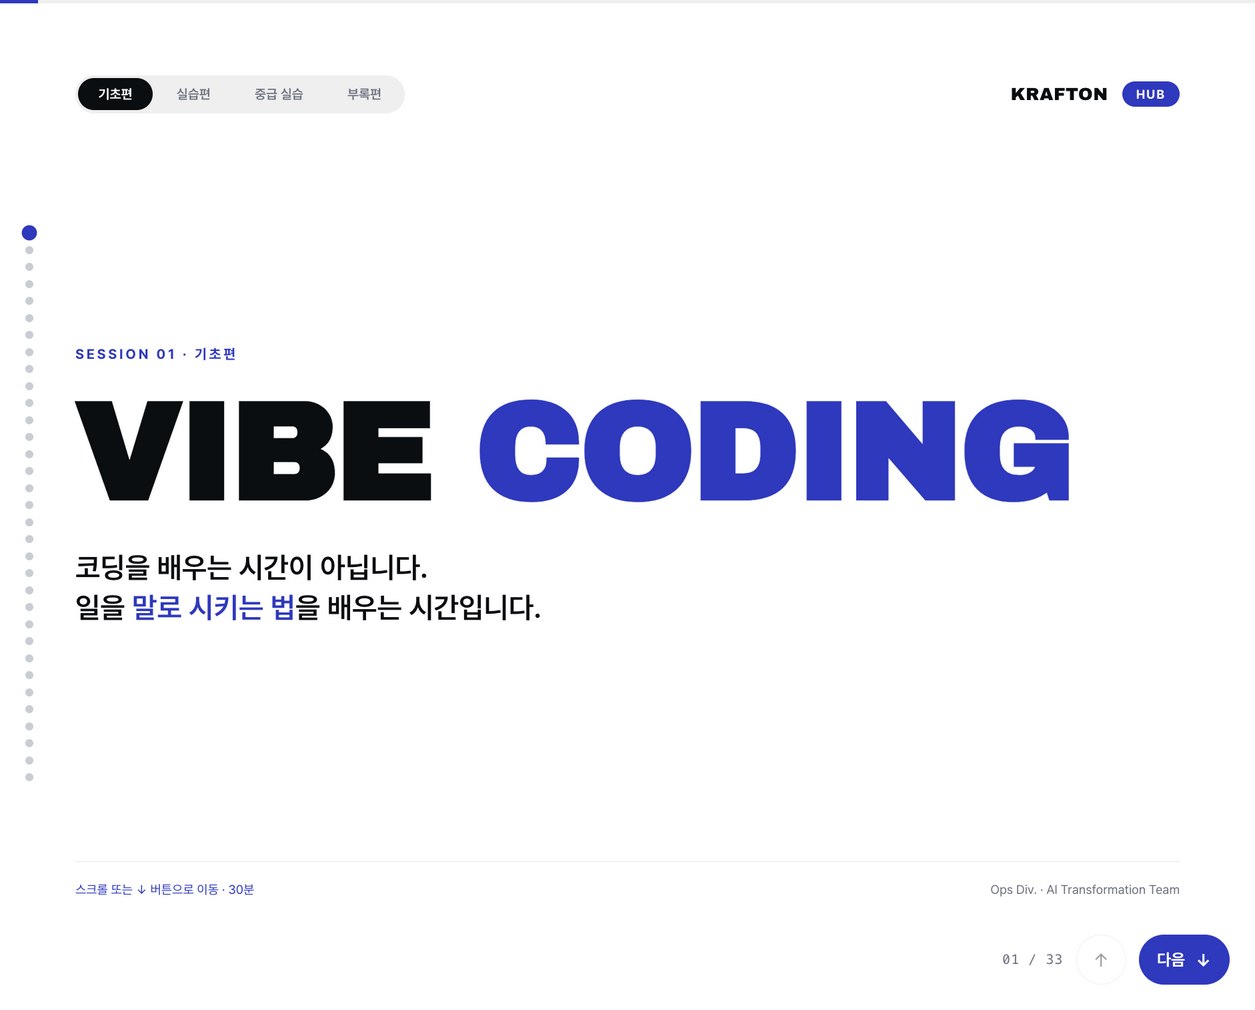 기초편 실습편 중급 실습 부록편
KRAFTON HUB
SESSION 01 · 기초편
VIBE CODING
코딩을 배우는 시간이 아닙니다.
일을 말로 시키는 법을 배우는 시간입니다.
스크롤 또는 ↓ 버튼으로 이동 · 30분
Ops Div. · AI Transformation Team
01 / 33 ↑ 다음 ↓